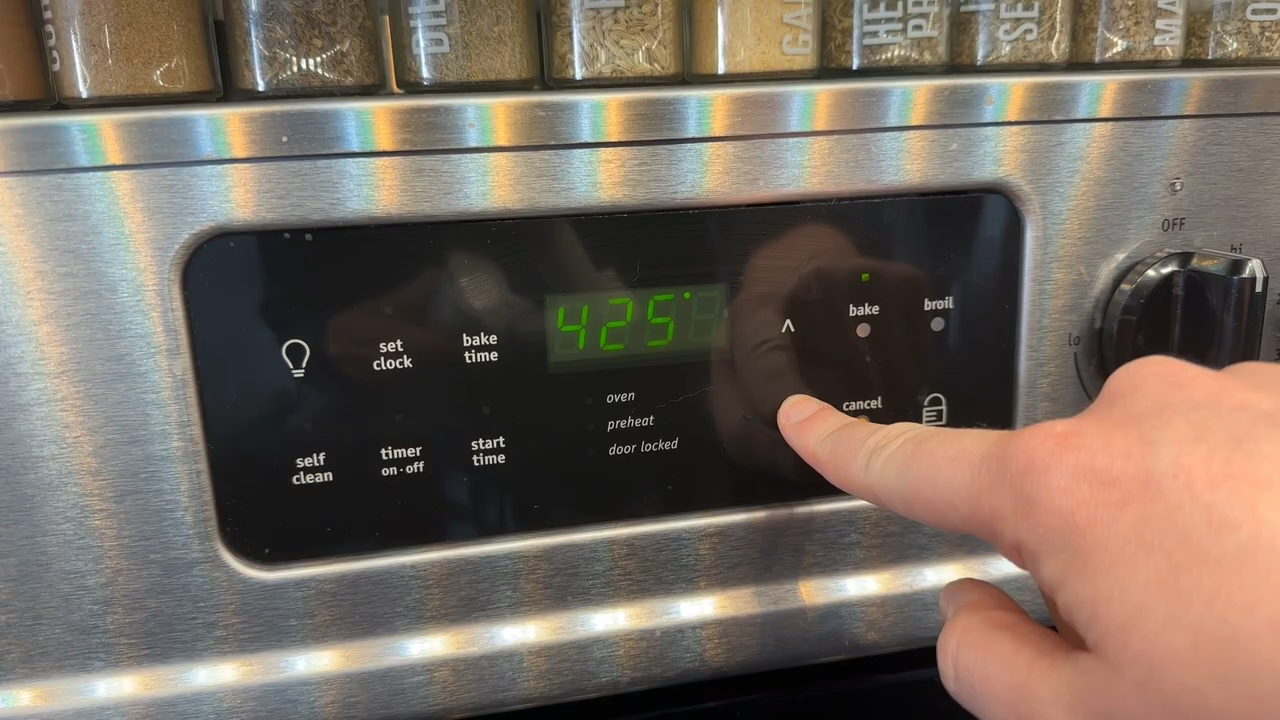 425°
bake
broil
set
clock
bake
time
oven
preheat
door locked
cancel
self
clean
timer
on·off
start
time
OFF
hi
lo